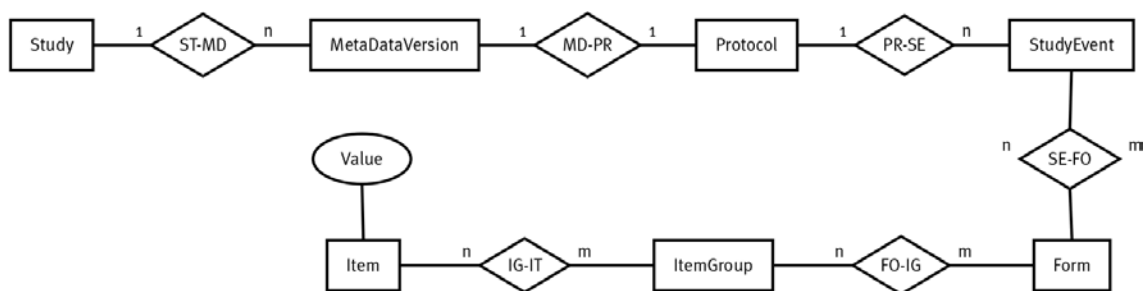 Study 1 ST-MD n MetaDataVersion 1 MD-PR 1 Protocol 1 PR-SE n StudyEvent
n SE-FO m
Value
Item n IG-IT m ItemGroup n FO-IG m Form